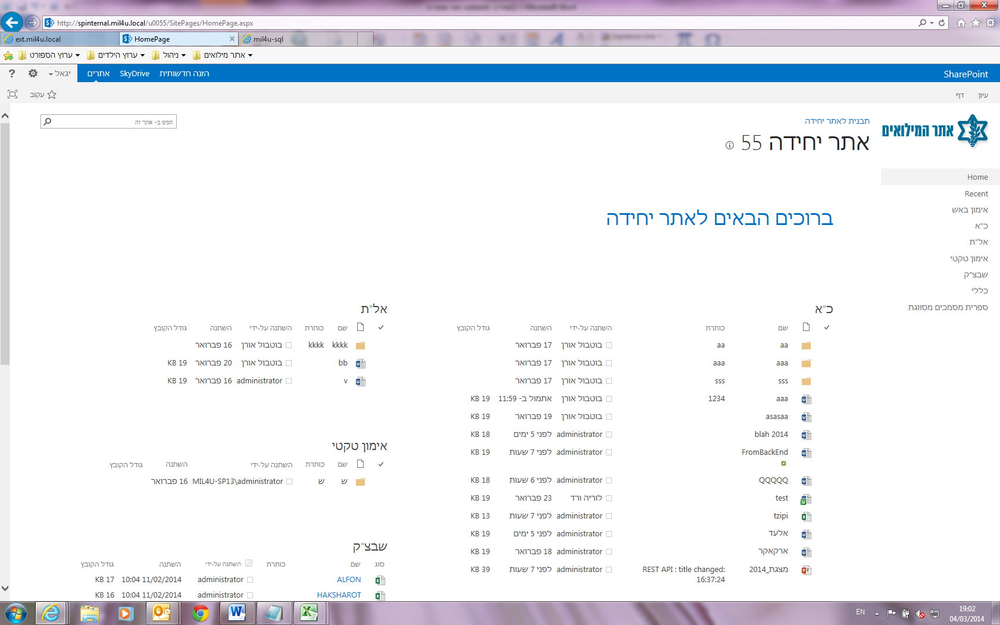 http://spinternal.mil4u.local/u0055/SitePages/HomePage.aspx
ext.mil4u.local
HomePage
mil4u-sql
ערוץ הספורט
ערוץ הילדים
ניהול
אתר מילואים
SharePoint
הזנה חדשותית
SkyDrive
אתרים
יגאל
?
עיון
דף
עקוב
אתר המילואים
תבנית לאתר יחידה
אתר יחידה 55
חפש ב- אתר זה
Home
Recent
אימון באש
כ"א
אל"ת
אימון טקטי
שבצ"ק
כללי
ספרית מסמכים מסווגת
ברוכים הבאים לאתר יחידה
כ"א
שם כותרת השתנה על-ידי השתנה גודל הקובץ
aa aa בוטבול אורן 17 פברואר
aaa aaa בוטבול אורן 17 פברואר
sss sss בוטבול אורן 17 פברואר
aaa 1234 בוטבול אורן אתמול ב- 11:59 19 KB
asasaa בוטבול אורן 19 פברואר 19 KB
blah 2014 administrator לפני 5 ימים 18 KB
FromBackEnd administrator לפני 7 שעות 19 KB
QQQQQ administrator לפני 6 שעות 18 KB
test לוריה ורד 23 פברואר 19 KB
tzipi administrator לפני 7 שעות 13 KB
אלעד administrator לפני 5 ימים 19 KB
ארקאקר administrator 18 פברואר 19 KB
מצגת_2014 REST API : title changed: 16:37:24 administrator לפני 7 שעות 39 KB
אל"ת
שם כותרת השתנה על-ידי השתנה גודל הקובץ
kkkk kkkk בוטבול אורן 16 פברואר
bb בוטבול אורן 20 פברואר 19 KB
v administrator 16 פברואר 19 KB
אימון טקטי
שם כותרת השתנה על-ידי השתנה גודל הקובץ
ש ש MIL4U-SP13\administrator 16 פברואר
שבצ"ק
סוג שם כותרת השתנה על-ידי השתנה גודל הקובץ
ALFON administrator 11/02/2014 10:04 17 KB
HAKSHAROT administrator 11/02/2014 10:04 16 KB
EN
19:02
04/03/2014